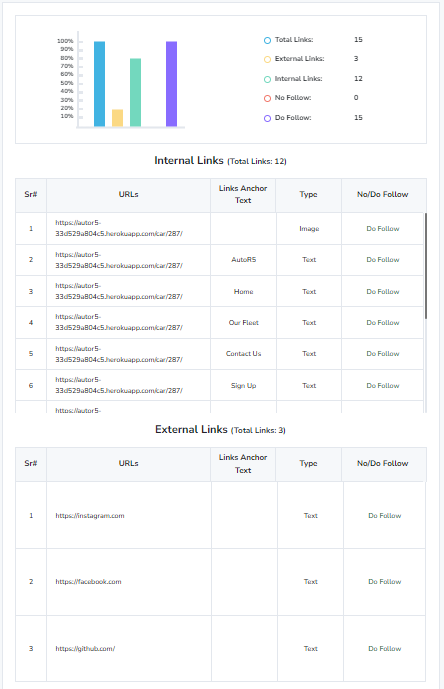 100%
90%
80%
70%
60%
50%
40%
30%
20%
10%
Total Links: 15
External Links: 3
Internal Links: 12
No Follow: 0
Do Follow: 15
Internal Links (Total Links: 12)
Sr# URLs Links Anchor Text Type No/Do Follow
1 https://autor5-
33d529a804c5.herokuapp.com/car/287/ Image Do Follow
2 https://autor5-
33d529a804c5.herokuapp.com/car/287/ AutoR5 Text Do Follow
3 https://autor5-
33d529a804c5.herokuapp.com/car/287/ Home Text Do Follow
4 https://autor5-
33d529a804c5.herokuapp.com/car/287/ Our Fleet Text Do Follow
5 https://autor5-
33d529a804c5.herokuapp.com/car/287/ Contact Us Text Do Follow
6 https://autor5-
33d529a804c5.herokuapp.com/car/287/ Sign Up Text Do Follow
https://autor5-
External Links (Total Links: 3)
Sr# URLs Links Anchor Text Type No/Do Follow
1 https://instagram.com Text Do Follow
2 https://facebook.com Text Do Follow
3 https://github.com/ Text Do Follow